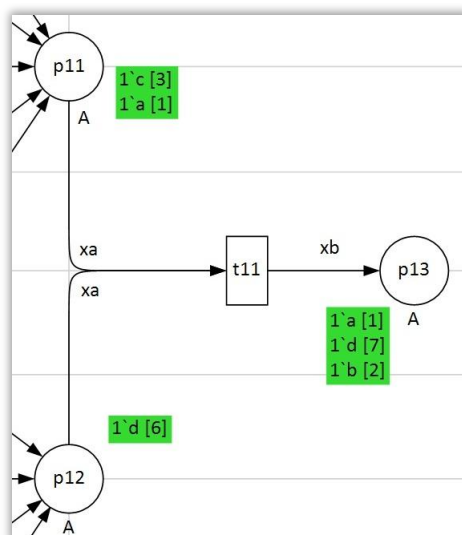 p11
1`c [3]
1`a [1]
A
xa
xa
t11
xb
p13
A
1`a [1]
1`d [7]
1`b [2]
1`d [6]
p12
A